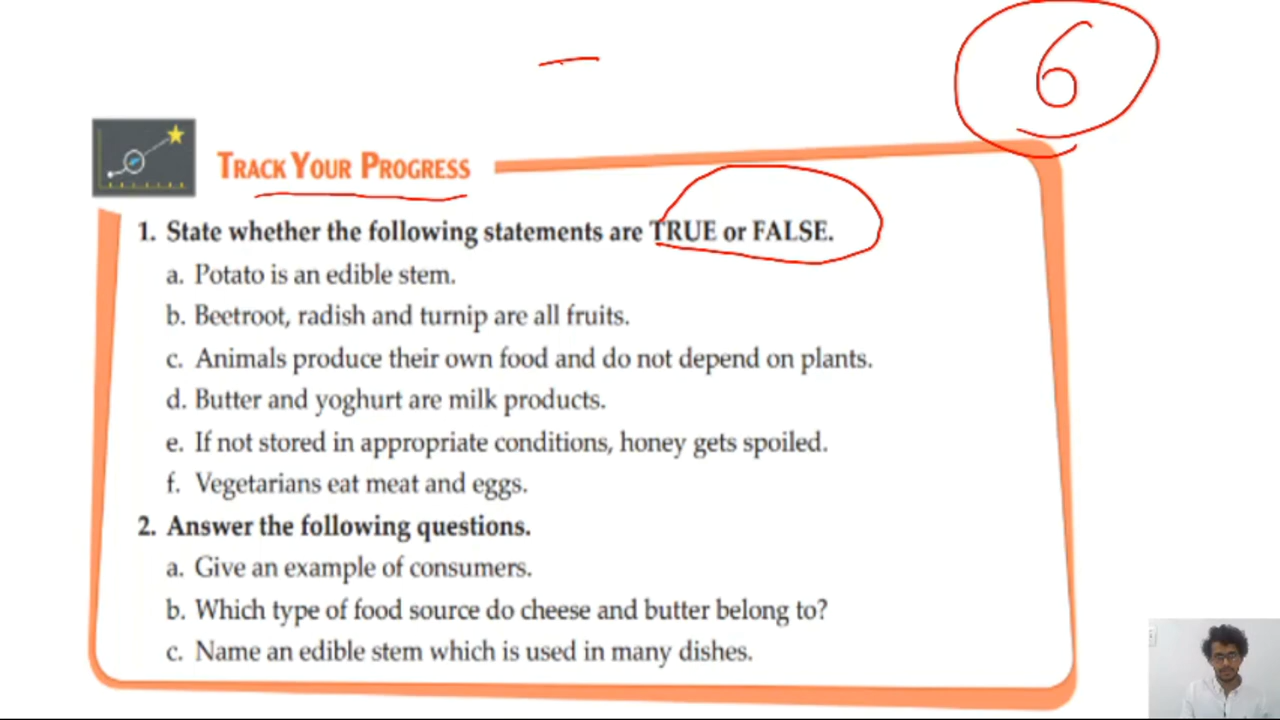 6
TRACK YOUR PROGRESS
1. State whether the following statements are TRUE or FALSE.
a. Potato is an edible stem.
b. Beetroot, radish and turnip are all fruits.
c. Animals produce their own food and do not depend on plants.
d. Butter and yoghurt are milk products.
e. If not stored in appropriate conditions, honey gets spoiled.
f. Vegetarians eat meat and eggs.
2. Answer the following questions.
a. Give an example of consumers.
b. Which type of food source do cheese and butter belong to?
c. Name an edible stem which is used in many dishes.